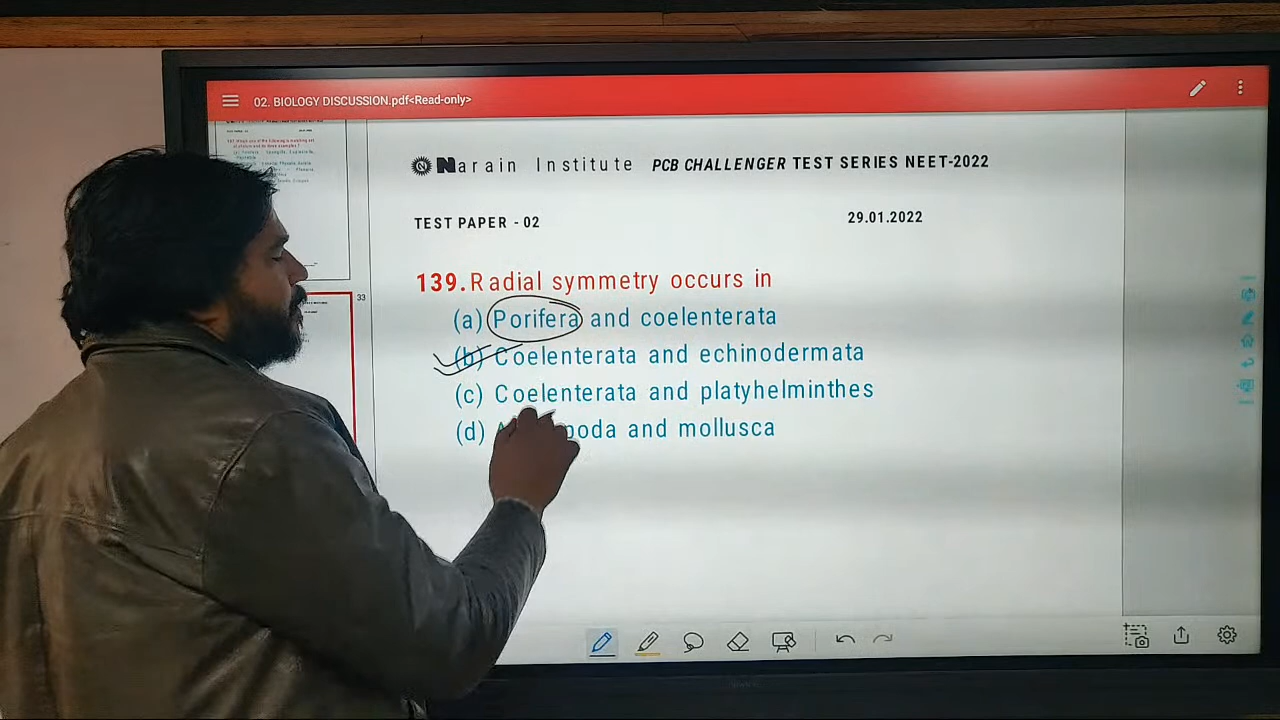 02. BIOLOGY DISCUSSION.pdf<Read-only>
Narain Institute PCB CHALLENGER TEST SERIES NEET-2022
TEST PAPER - 02 29.01.2022
139. Radial symmetry occurs in
(a) Porifera and coelenterata
(b) Coelenterata and echinodermata
33
(c) Coelenterata and platyhelminthes
(d) and mollusca